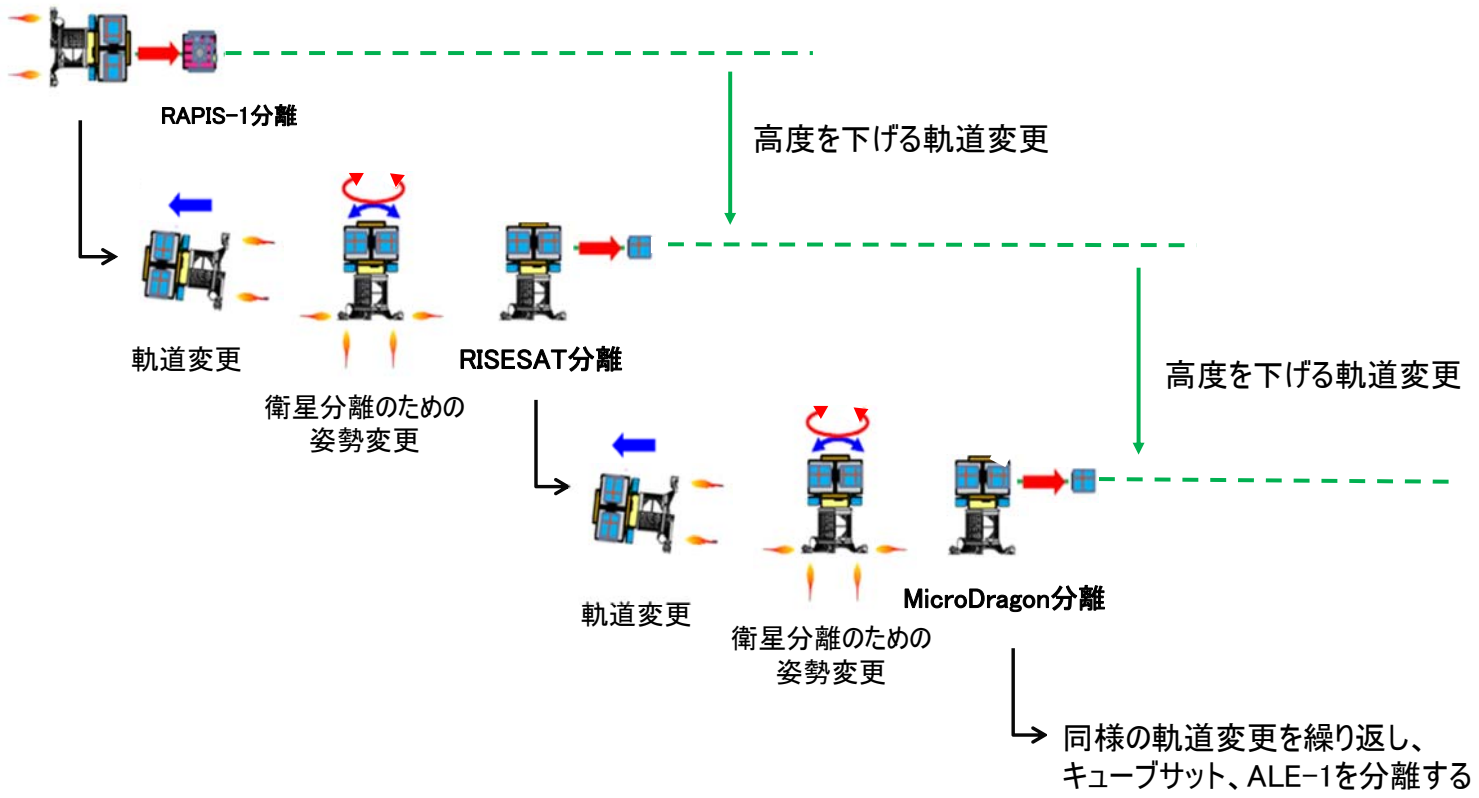 RAPIS-1分離
高度を下げる軌道変更
軌道変更
衛星分離のための
姿勢変更
RISESAT分離
高度を下げる軌道変更
軌道変更
衛星分離のための
姿勢変更
MicroDragon分離
同様の軌道変更を繰り返し、
キューブサット、ALE-1を分離する